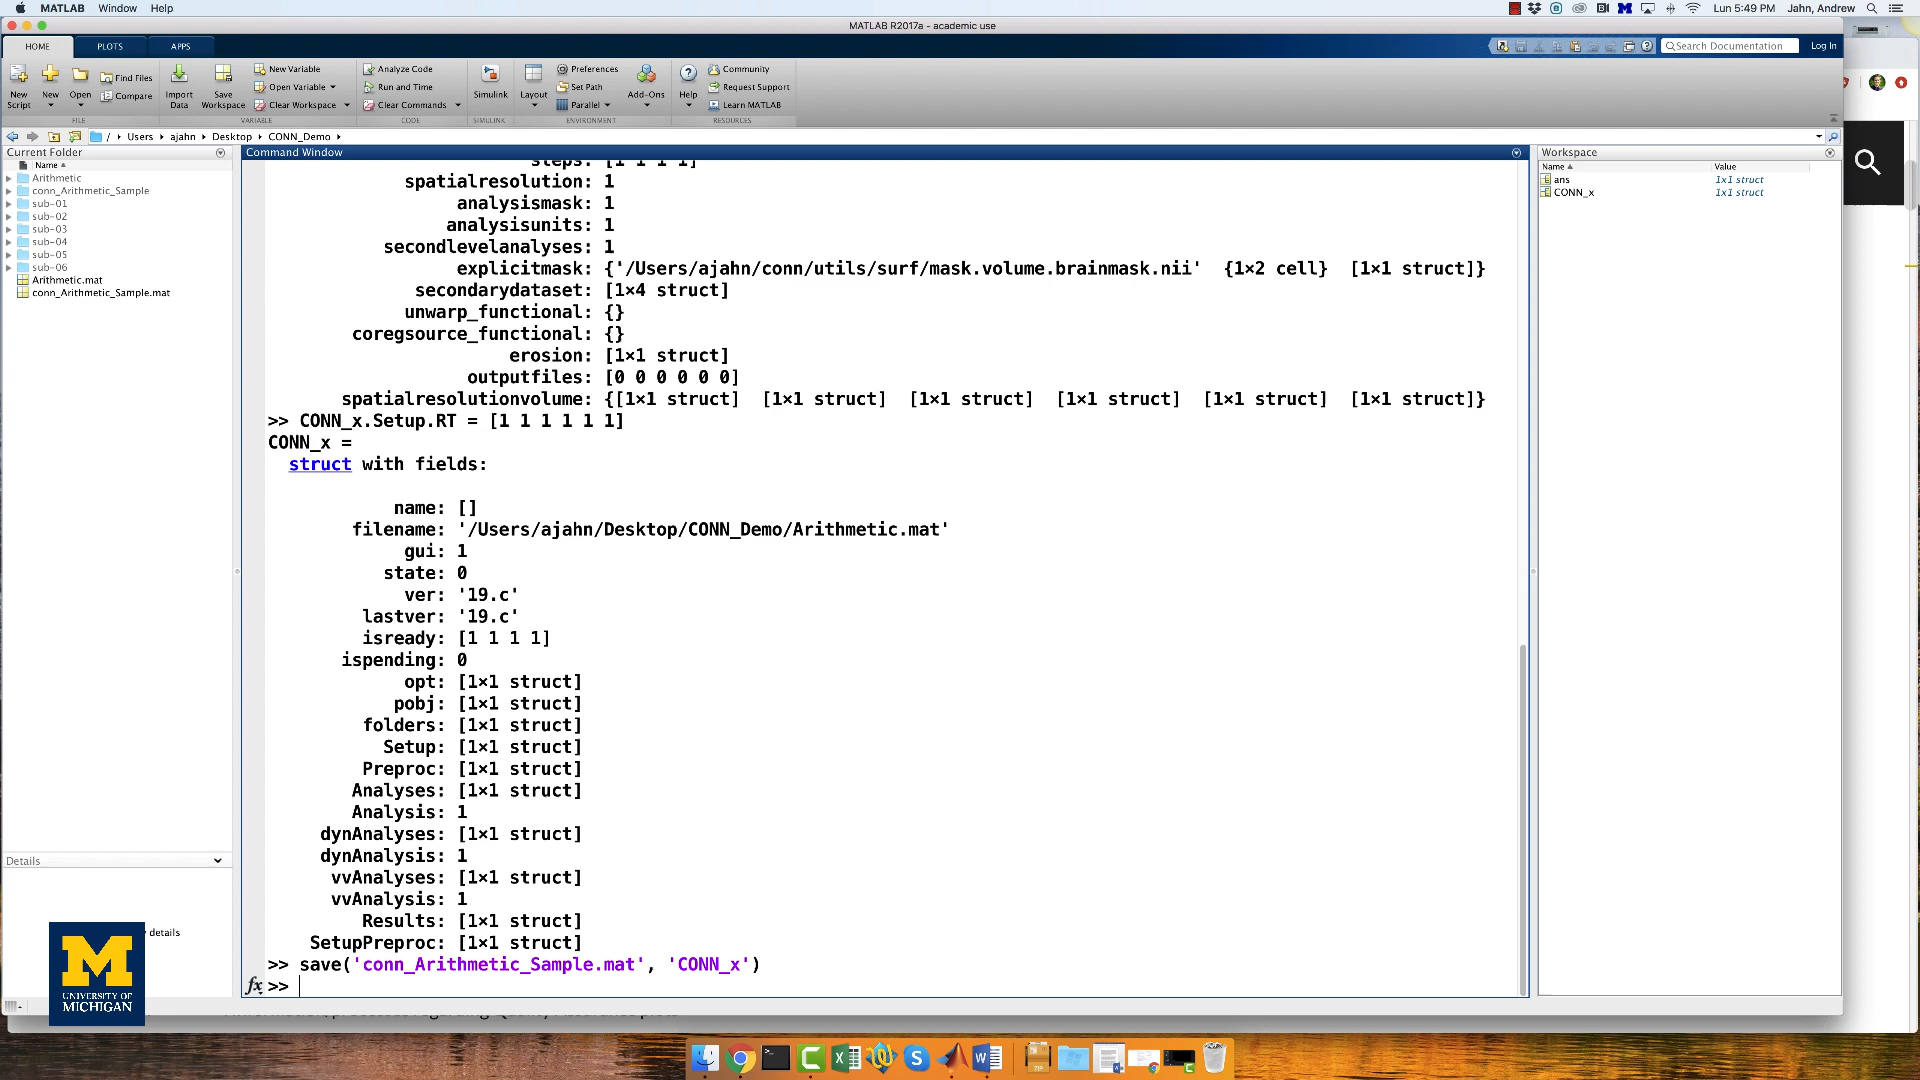 MATLAB Window Help
Lun 5:49 PM Jahn, Andrew
MATLAB R2017a - academic use
HOME PLOTS APPS
Search Documentation Log In
New Script
New
Open
Find Files
Compare
Import Data
Save Workspace
New Variable
Open Variable
Clear Workspace
Analyze Code
Run and Time
Clear Commands
Simulink
Layout
Preferences
Set Path
Parallel
Add-Ons
Help
Community
Request Support
Learn MATLAB
FILE VARIABLE CODE SIMULINK ENVIRONMENT RESOURCES
/ Users ajahn Desktop CONN_Demo
Current Folder
Name
Arithmetic
conn_Arithmetic_Sample
sub-01
sub-02
sub-03
sub-04
sub-05
sub-06
Arithmetic.mat
conn_Arithmetic_Sample.mat
Details
details
Command Window
steps: [1 1 1 1]
spatialresolution: 1
analysismask: 1
analysisunits: 1
secondlevelanalyses: 1
explicitmask: {'/Users/ajahn/conn/utils/surf/mask.volume.brainmask.nii' {1×2 cell} [1×1 struct]}
secondarydataset: [1×4 struct]
unwarp_functional: {}
coregsource_functional: {}
erosion: [1×1 struct]
outputfiles: [0 0 0 0 0 0]
spatialresolutionvolume: {[1×1 struct] [1×1 struct] [1×1 struct] [1×1 struct] [1×1 struct] [1×1 struct]}
>> CONN_x.Setup.RT = [1 1 1 1 1 1]
CONN_x =
struct with fields:
name: []
filename: '/Users/ajahn/Desktop/CONN_Demo/Arithmetic.mat'
gui: 1
state: 0
ver: '19.c'
lastver: '19.c'
isready: [1 1 1 1]
ispending: 0
opt: [1×1 struct]
pobj: [1×1 struct]
folders: [1×1 struct]
Setup: [1×1 struct]
Preproc: [1×1 struct]
Analyses: [1×1 struct]
Analysis: 1
dynAnalyses: [1×1 struct]
dynAnalysis: 1
vvAnalyses: [1×1 struct]
vvAnalysis: 1
Results: [1×1 struct]
SetupPreproc: [1×1 struct]
>> save('conn_Arithmetic_Sample.mat', 'CONN_x')
fx >>
Workspace
Name Value
ans 1x1 struct
CONN_x 1x1 struct
M
UNIVERSITY OF
MICHIGAN